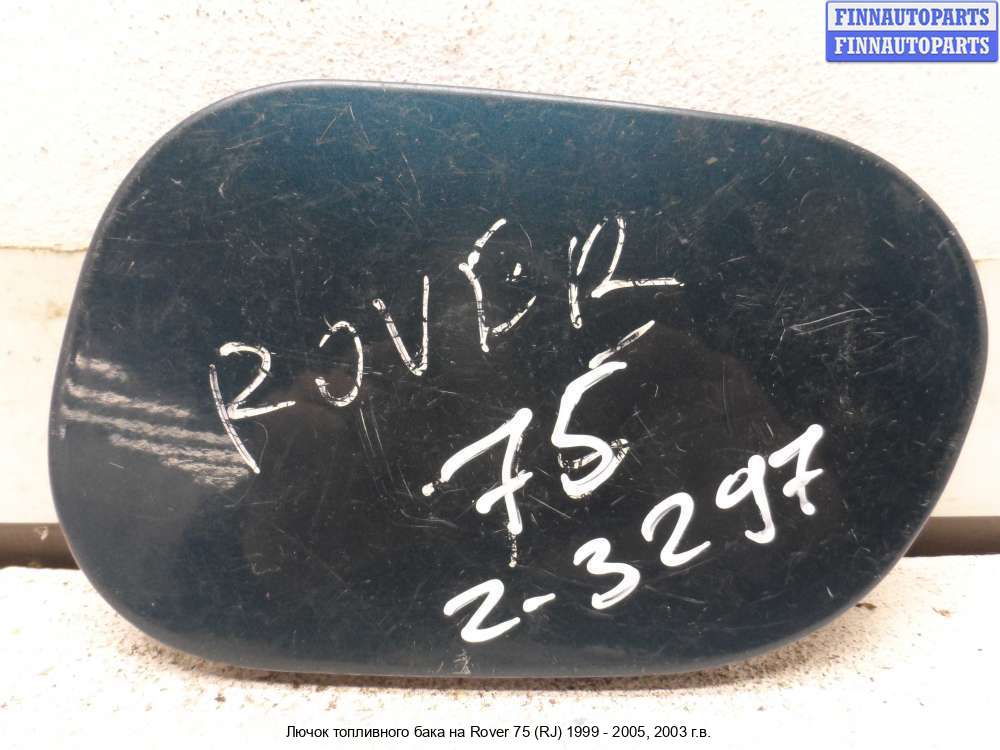 FINNAUTOPARTS
FINNAUTOPARTS
ROVER
75
2-3297
Лючок топливного бака на Rover 75 (RJ) 1999 - 2005, 2003 г.в.